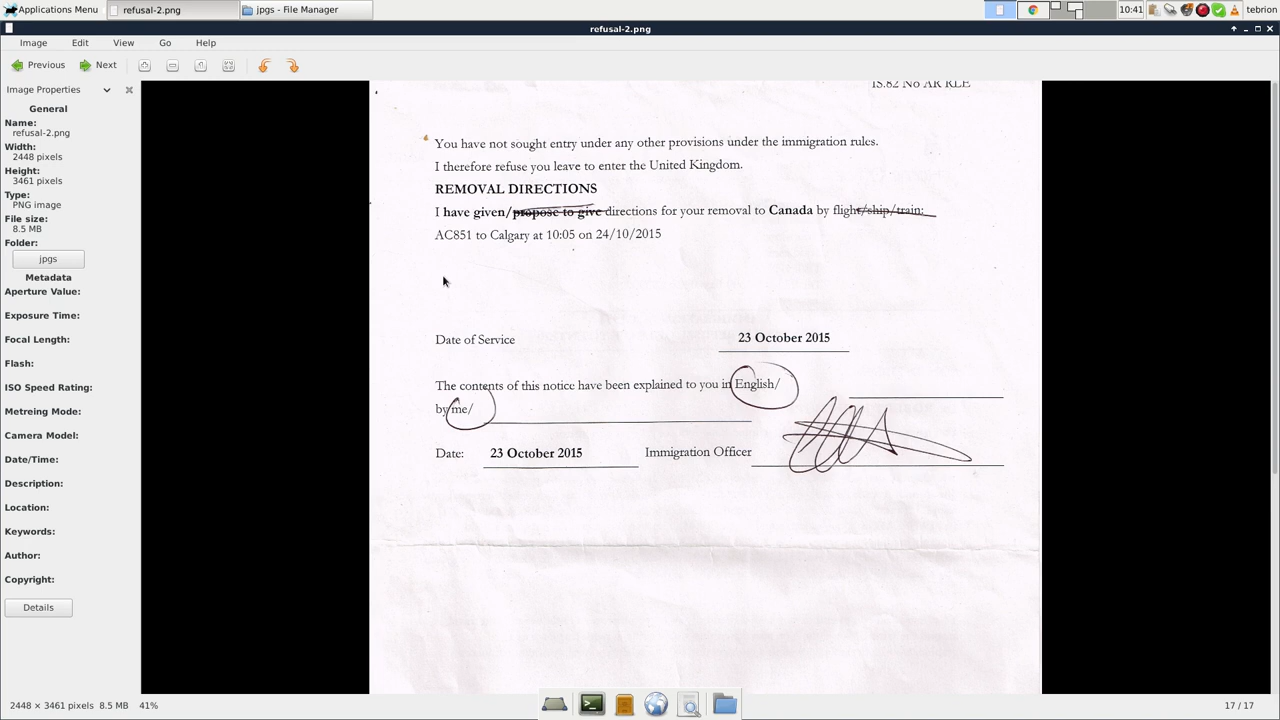 Applications Menu
refusal-2.png
jpgs - File Manager
10:41
tebrion
refusal-2.png
Image Edit View Go Help
Previous Next
Image Properties
General
Name:
refusal-2.png
Width:
2448 pixels
Height:
3461 pixels
Type:
PNG image
File size:
8.5 MB
Folder:
jpgs
Metadata
Aperture Value:
Exposure Time:
Focal Length:
Flash:
ISO Speed Rating:
Metreing Mode:
Camera Model:
Date/Time:
Description:
Location:
Keywords:
Author:
Copyright:
Details
IS.82 No AR RLE
You have not sought entry under any other provisions under the immigration rules.
I therefore refuse you leave to enter the United Kingdom.
REMOVAL DIRECTIONS
I have given/propose to give directions for your removal to Canada by flight/ship/train:
AC851 to Calgary at 10:05 on 24/10/2015
Date of Service 23 October 2015
The contents of this notice have been explained to you in English/
by me/
Date: 23 October 2015 Immigration Officer
2448 × 3461 pixels 8.5 MB 41%
17 / 17